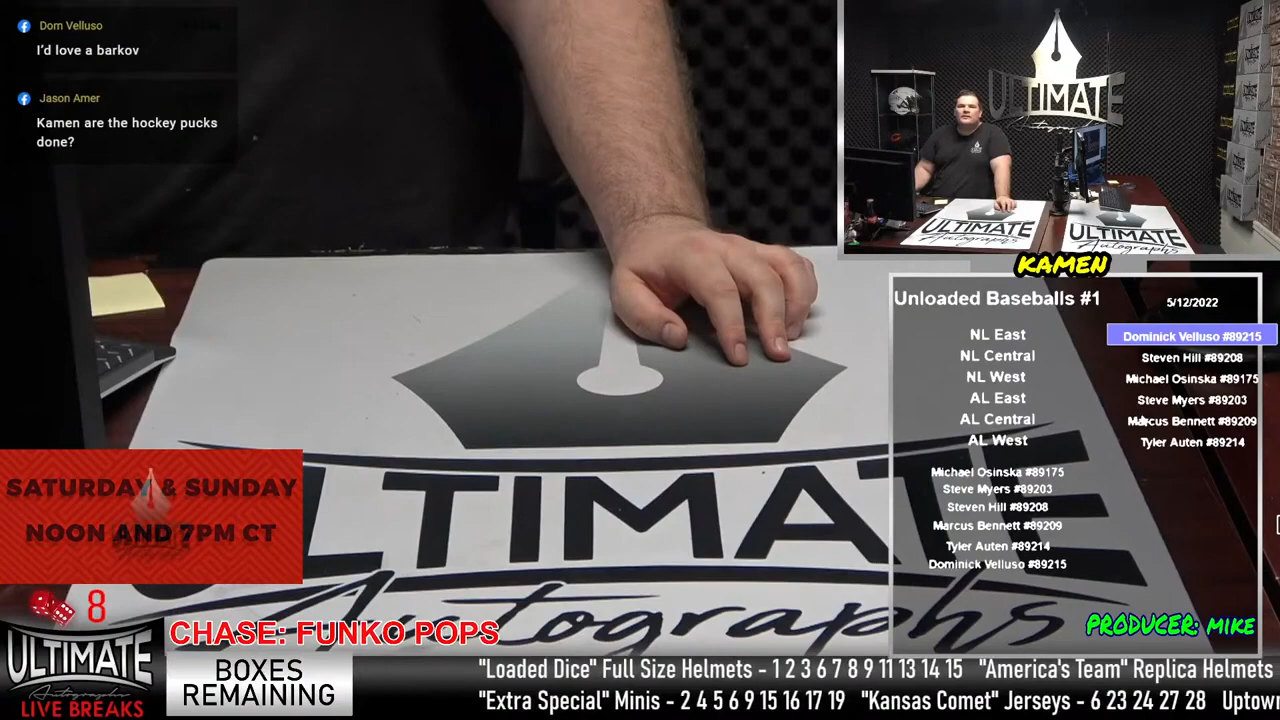 Dom Velluso
I'd love a barkov
Jason Amer
Kamen are the hockey pucks
done?
ULTIMATE
Autographs
ULTIMATE
Autographs
ULTIMATE
Autographs
KAMEN
Unloaded Baseballs #1
5/12/2022
NL East
Dominick Velluso #89215
NL Central
Steven Hill #89208
NL West
Michael Osinska #89175
AL East
Steve Myers #89203
AL Central
Marcus Bennett #89209
AL West
Tyler Auten #89214
Michael Osinska #89175
Steve Myers #89203
Steven Hill #89208
Marcus Bennett #89209
Tyler Auten #89214
Dominick Velluso #89215
PRODUCER: MIKE
ULTIMATE
Autographs
SATURDAY & SUNDAY
NOON AND 7PM CT
8
CHASE: FUNKO POPS
ULTIMATE
Autographs
LIVE BREAKS
BOXES
REMAINING
"Loaded Dice" Full Size Helmets - 1 2 3 6 7 8 9 11 13 14 15 "America's Team" Replica Helmets
"Extra Special" Minis - 2 4 5 6 9 15 16 17 19 "Kansas Comet" Jerseys - 6 23 24 27 28 Uptown